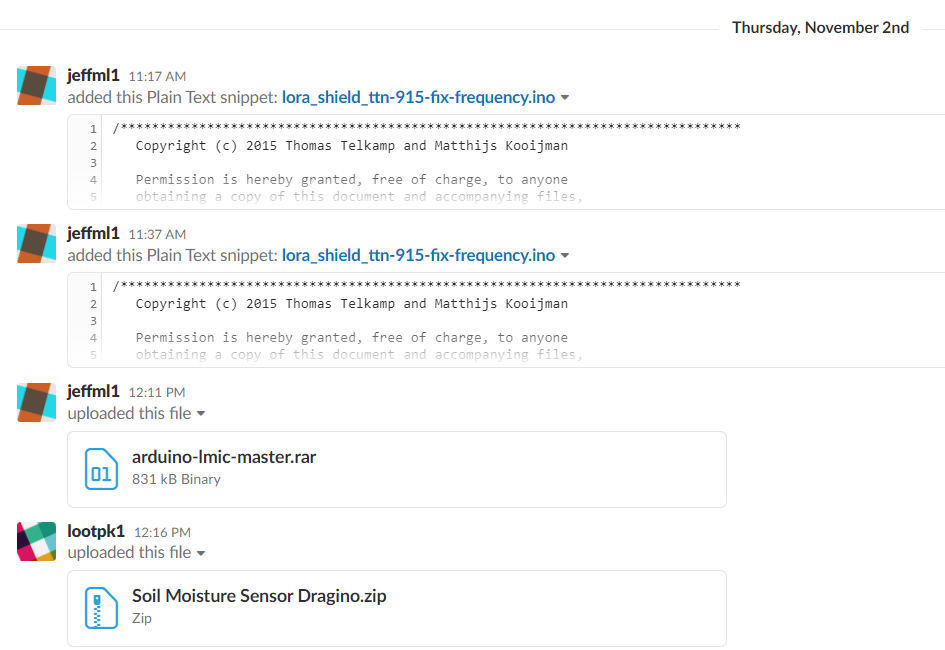 Thursday, November 2nd
jeffml1 11:17 AM
added this Plain Text snippet: lora_shield_ttn-915-fix-frequency.ino
1 /*******************************************************************************
2 Copyright (c) 2015 Thomas Telkamp and Matthijs Kooijman
3
4 Permission is hereby granted, free of charge, to anyone
5 obtaining a copy of this document and accompanying files,
jeffml1 11:37 AM
added this Plain Text snippet: lora_shield_ttn-915-fix-frequency.ino
1 /*******************************************************************************
2 Copyright (c) 2015 Thomas Telkamp and Matthijs Kooijman
3
4 Permission is hereby granted, free of charge, to anyone
5 obtaining a copy of this document and accompanying files,
jeffml1 12:11 PM
uploaded this file
01
arduino-lmic-master.rar
831 kB Binary
lootpk1 12:16 PM
uploaded this file
Soil Moisture Sensor Dragino.zip
Zip